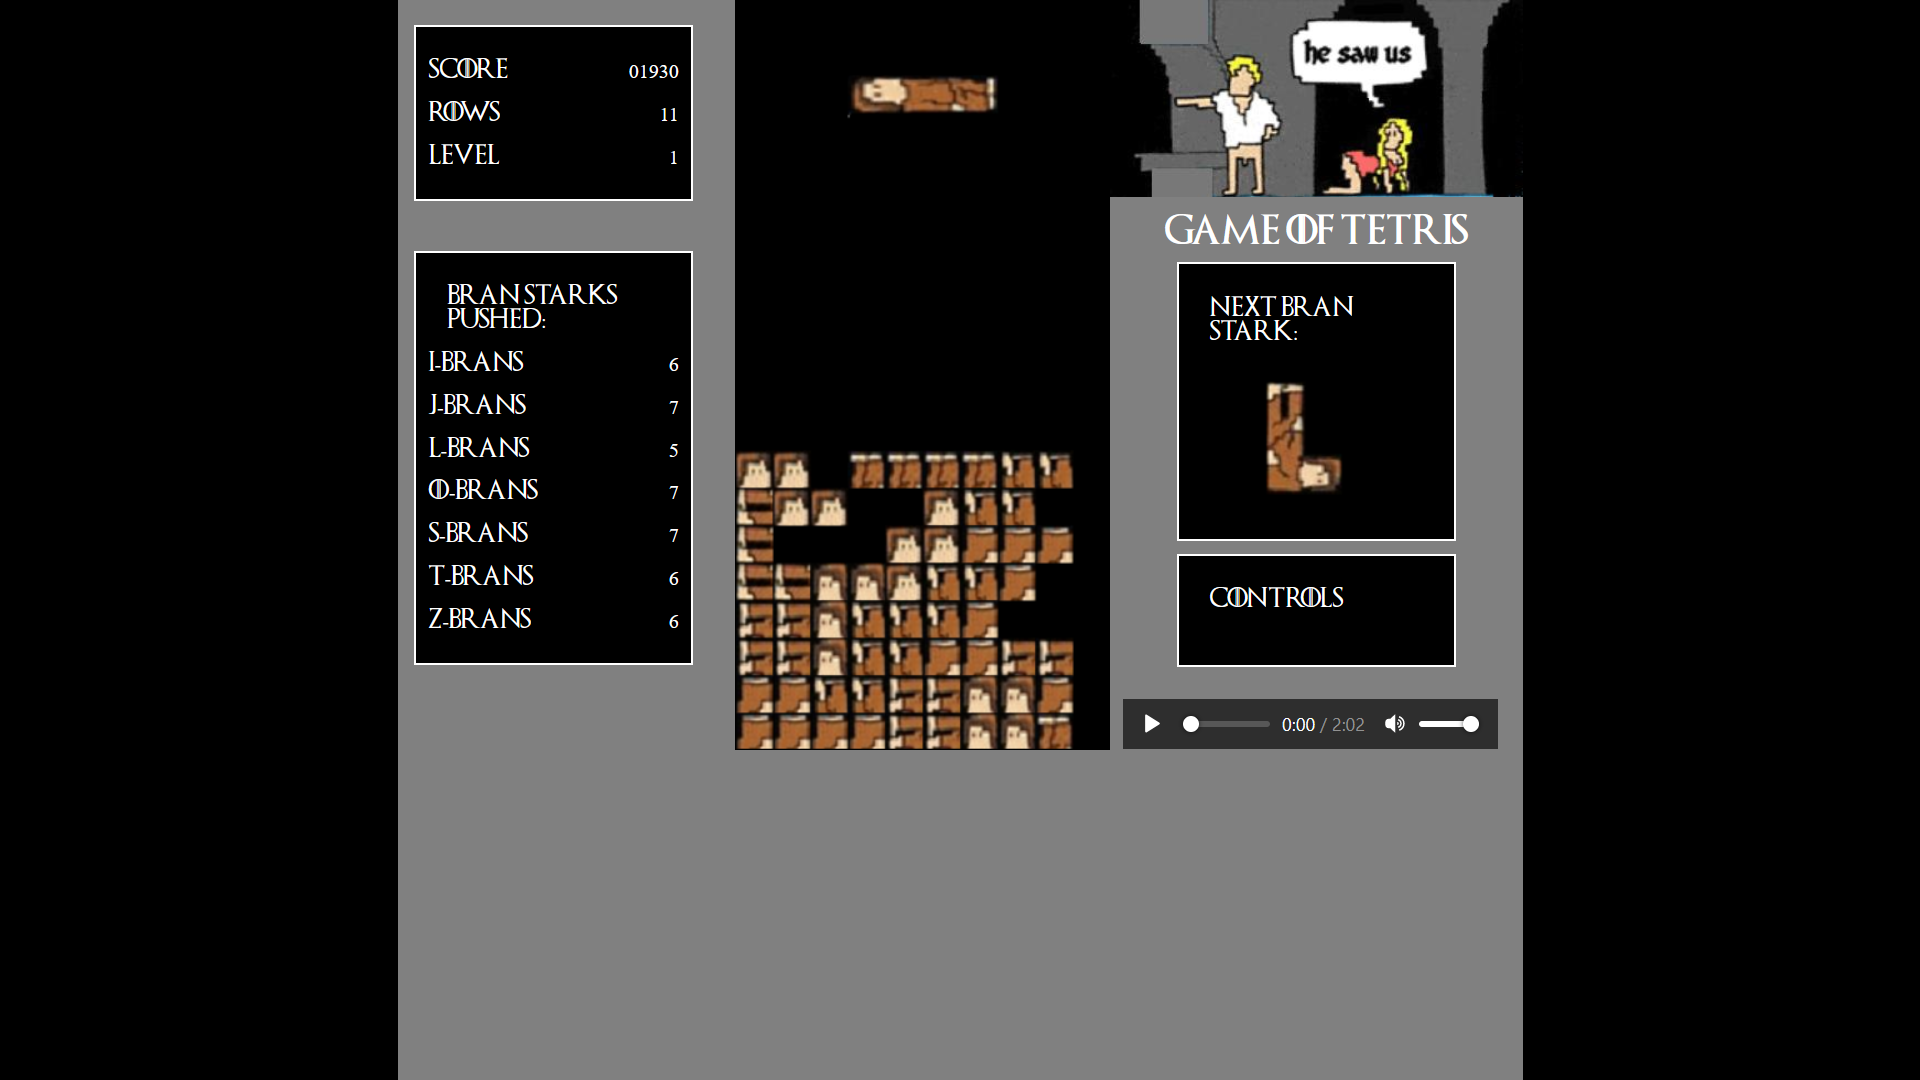 SCORE 01930
ROWS 11
LEVEL 1
BRAN STARKS
PUSHED:
I-BRANS 6
J-BRANS 7
L-BRANS 5
O-BRANS 7
S-BRANS 7
T-BRANS 6
Z-BRANS 6
he saw us
GAME OF TETRIS
NEXT BRAN
STARK:
CONTROLS
0:00 / 2:02